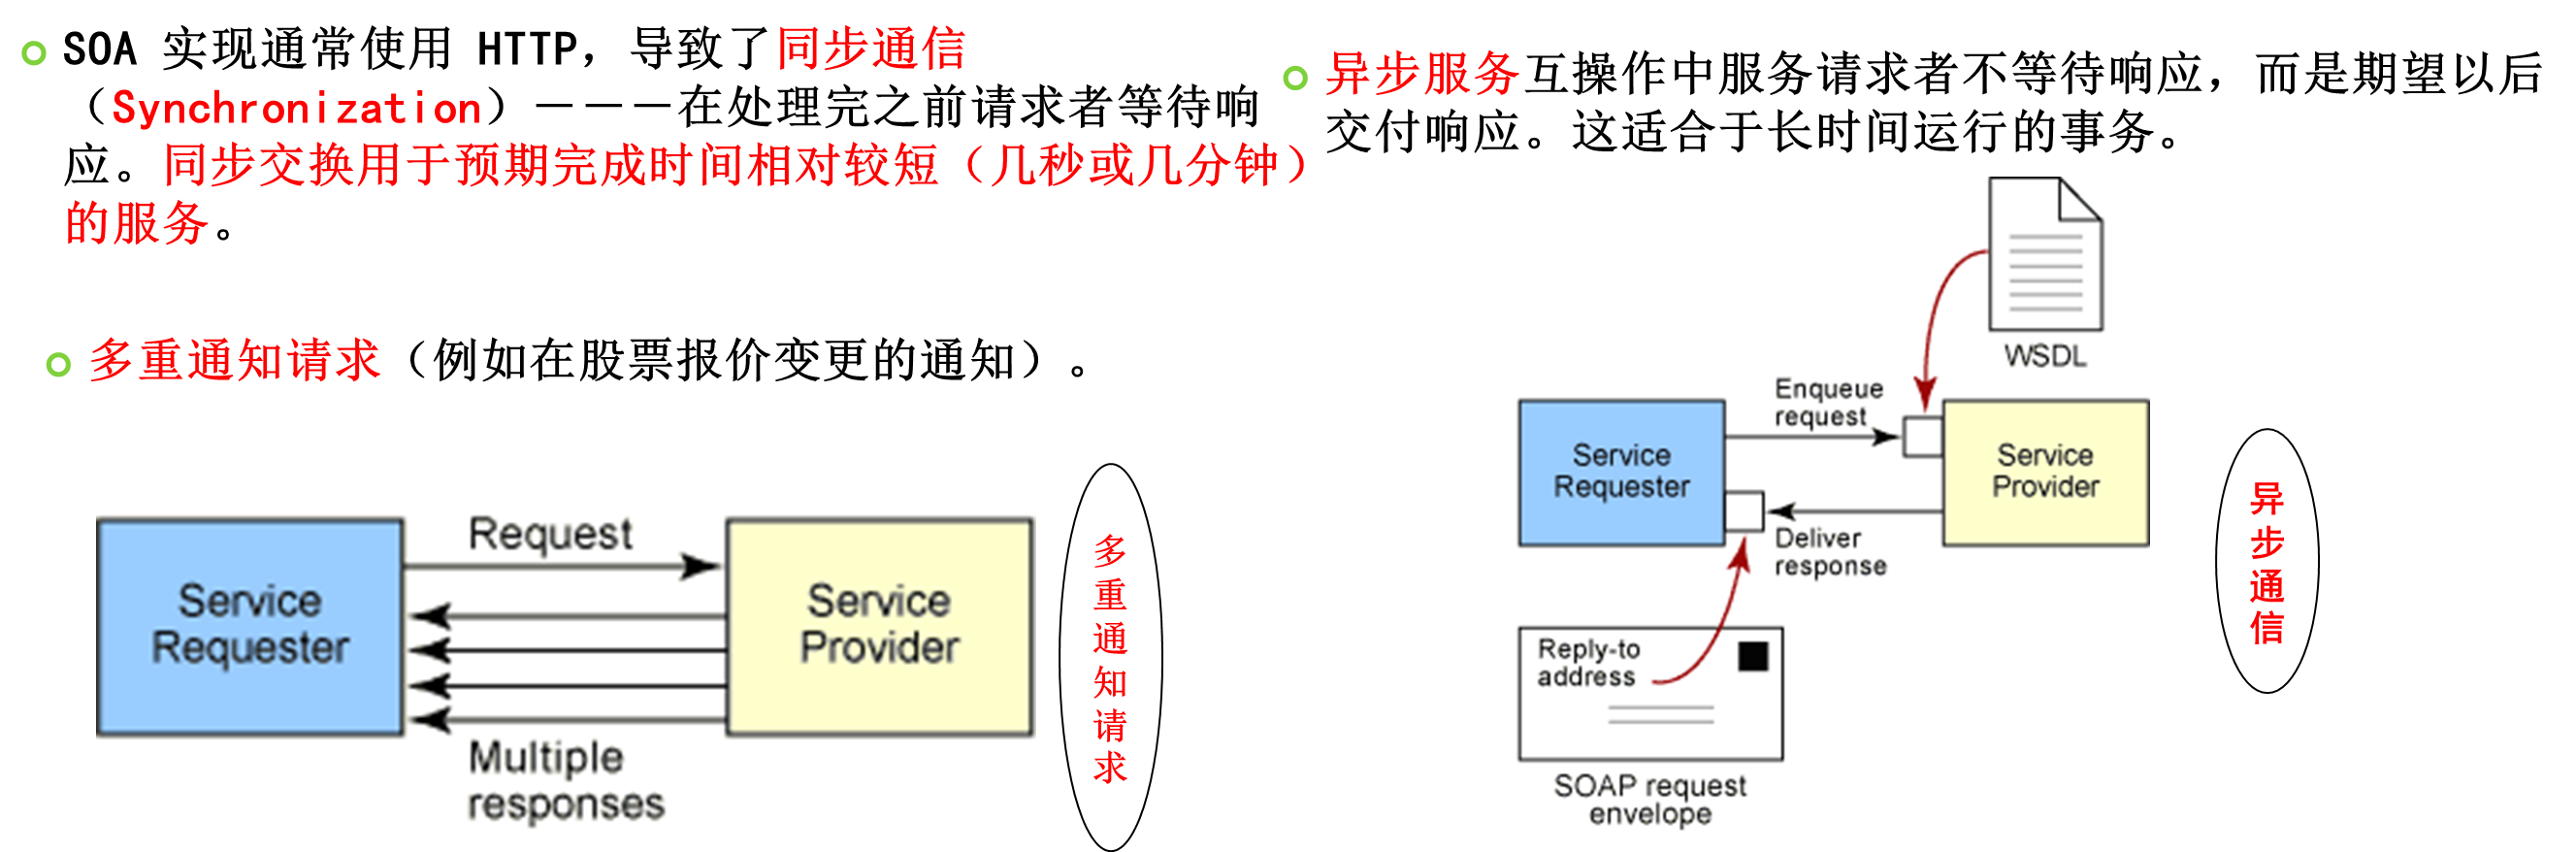 SOA 实现通常使用 HTTP，导致了同步通信
（Synchronization）－－－在处理完之前请求者等待响
应。同步交换用于预期完成时间相对较短（几秒或几分钟）
的服务。
多重通知请求（例如在股票报价变更的通知）。
Service
Requester
Request
Multiple
responses
Service
Provider
多重通知请求
异步服务互操作中服务请求者不等待响应，而是期望以后
交付响应。这适合于长时间运行的事务。
WSDL
Enqueue
request
Service
Requester
Service
Provider
Deliver
response
Reply-to
address
SOAP request
envelope
异步通信